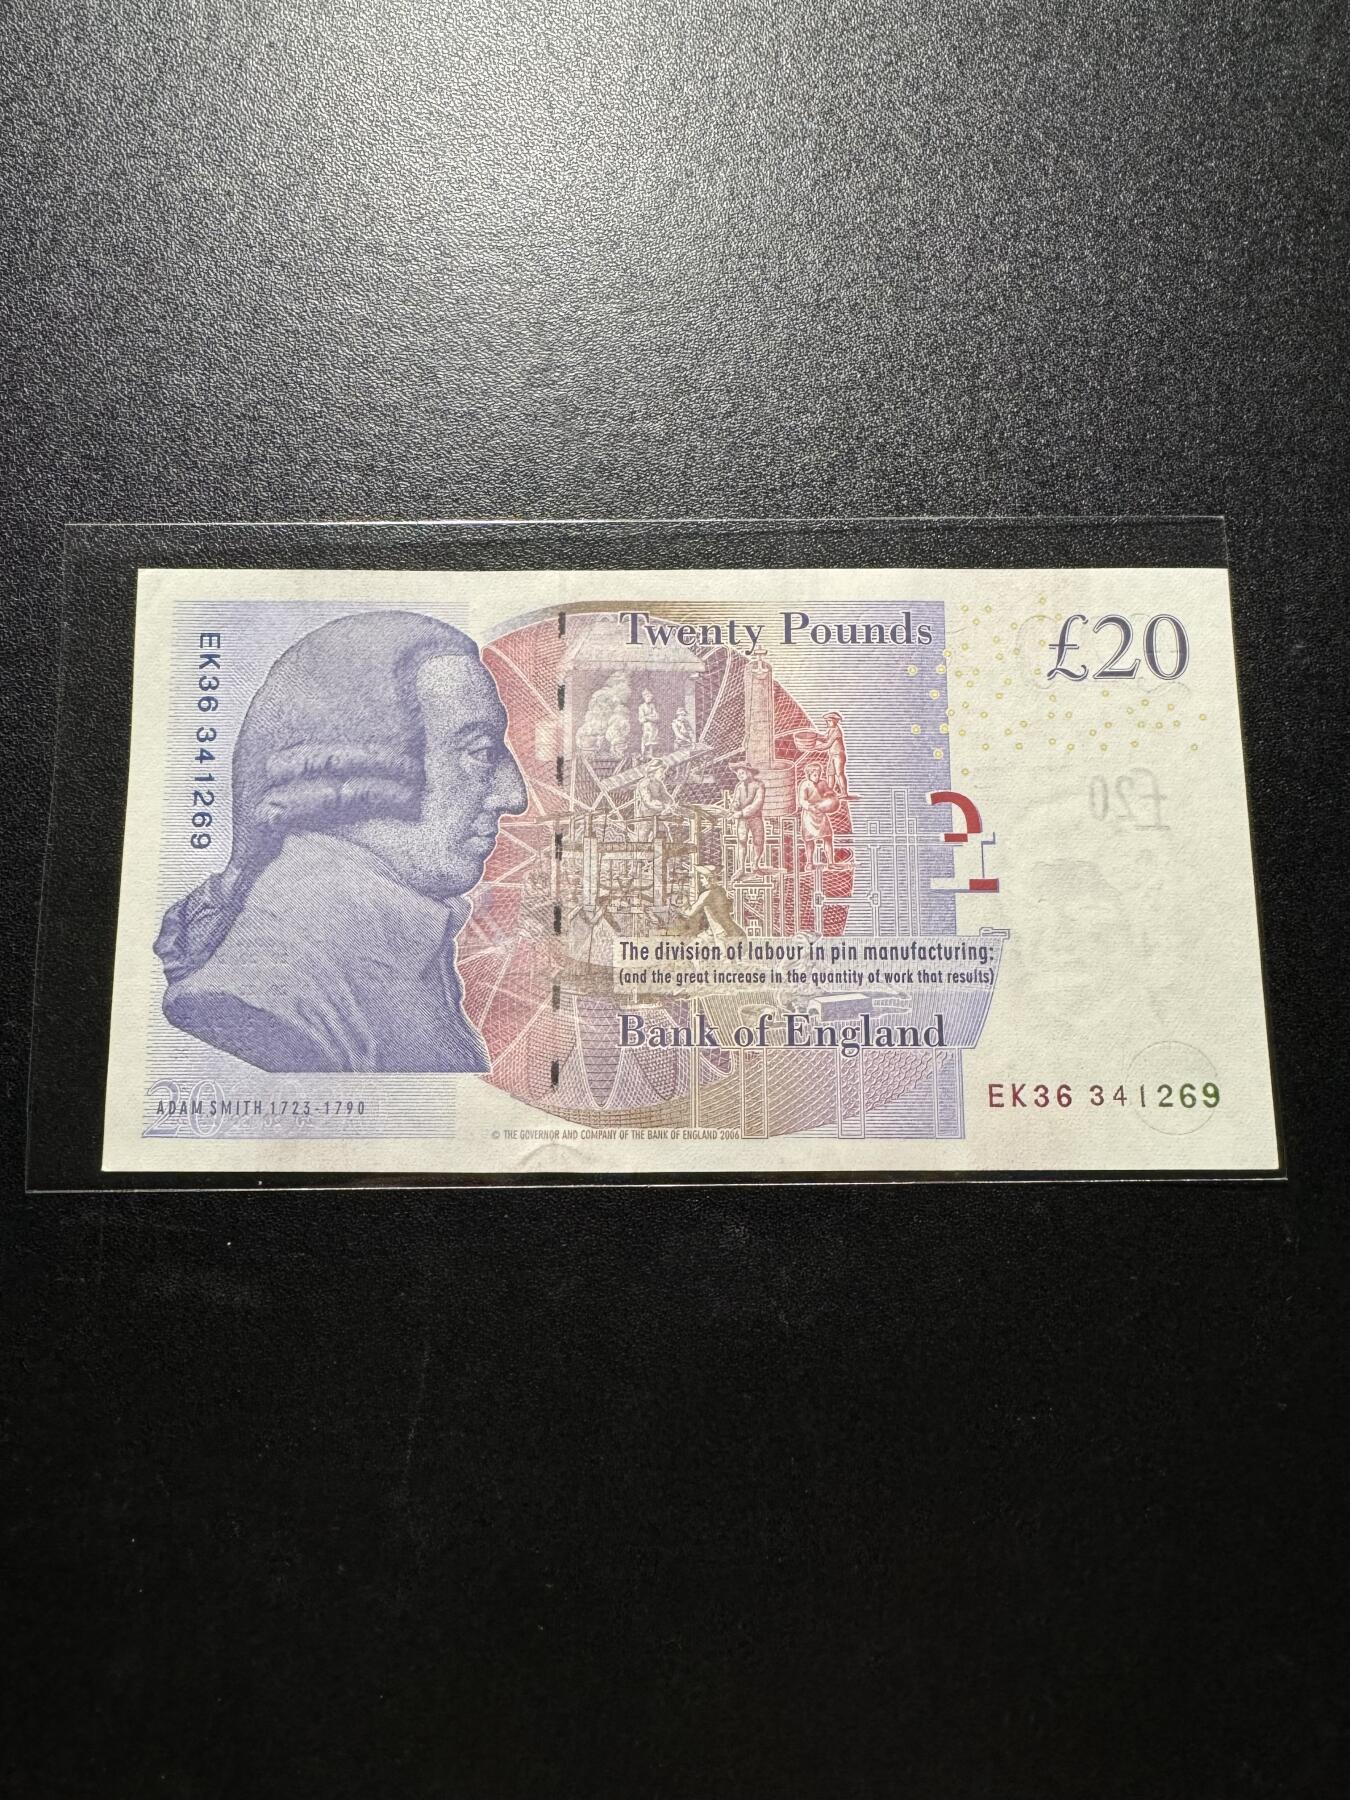 Twenty Pounds
£20
EK36 341269
£20
The division of labour in pin manufacturing:
(and the great increase in the quantity of work that results)
Bank of England
EK36 341269
20
ADAM SMITH 1723-1790
© THE GOVERNOR AND COMPANY OF THE BANK OF ENGLAND 2006